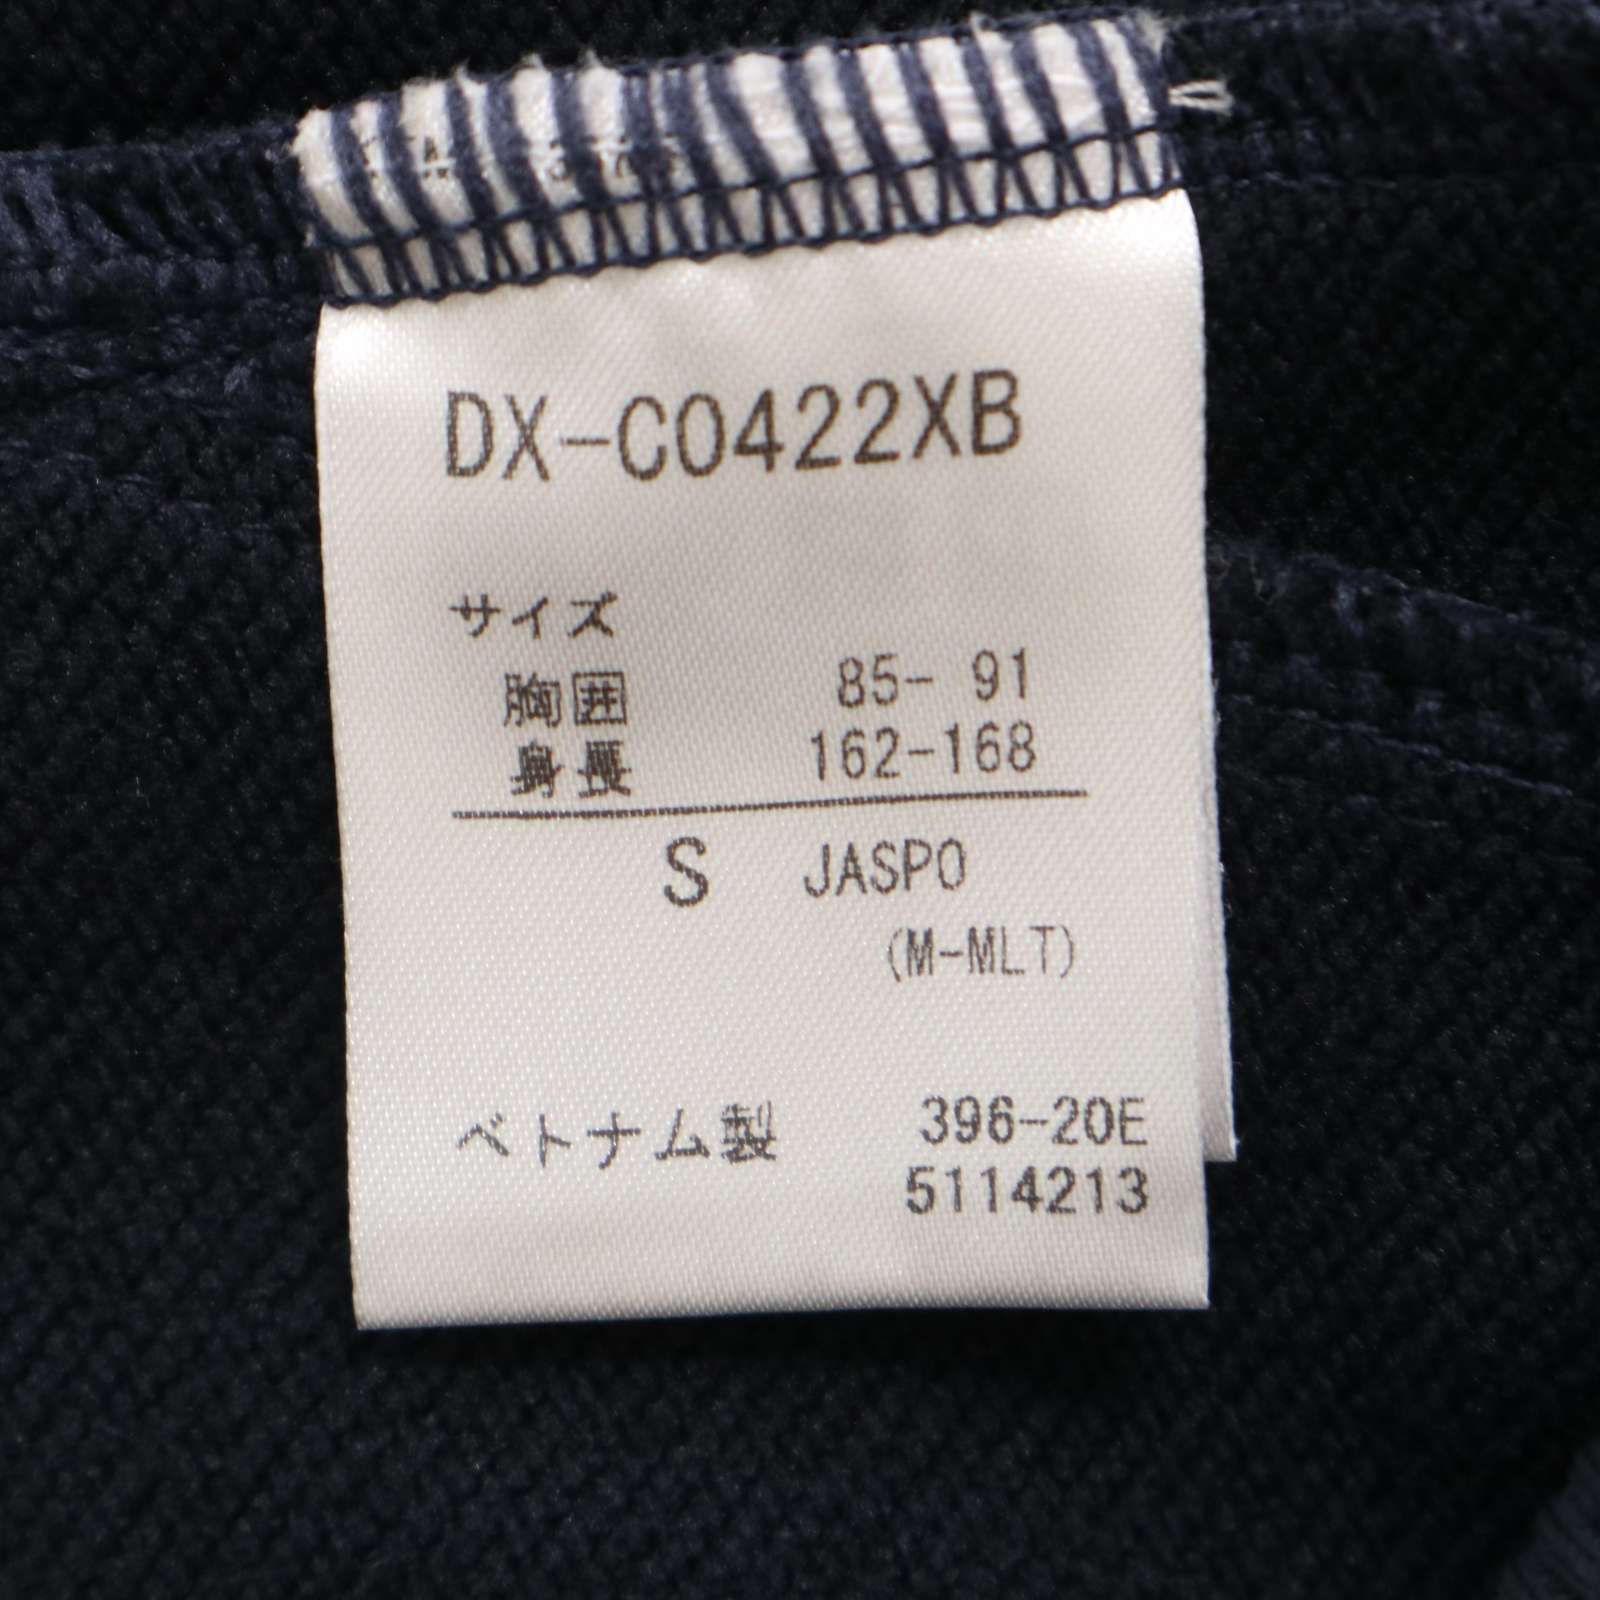 DX-C0422XB
サイズ
胸囲 85- 91
身長 162-168
S JASPO
(M-MLT)
ベトナム製 396-20E
5114213